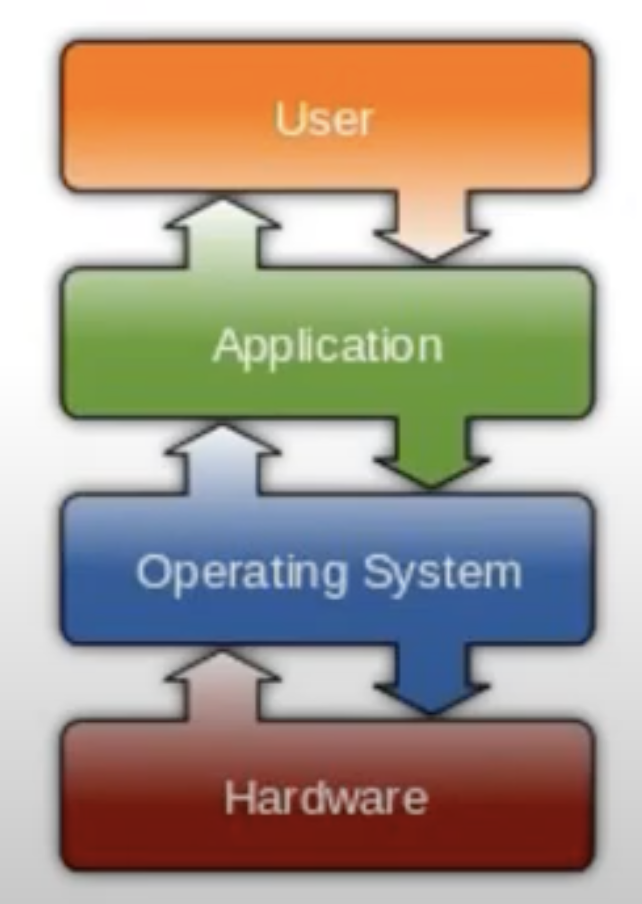 User
Application
Operating System
Hardware